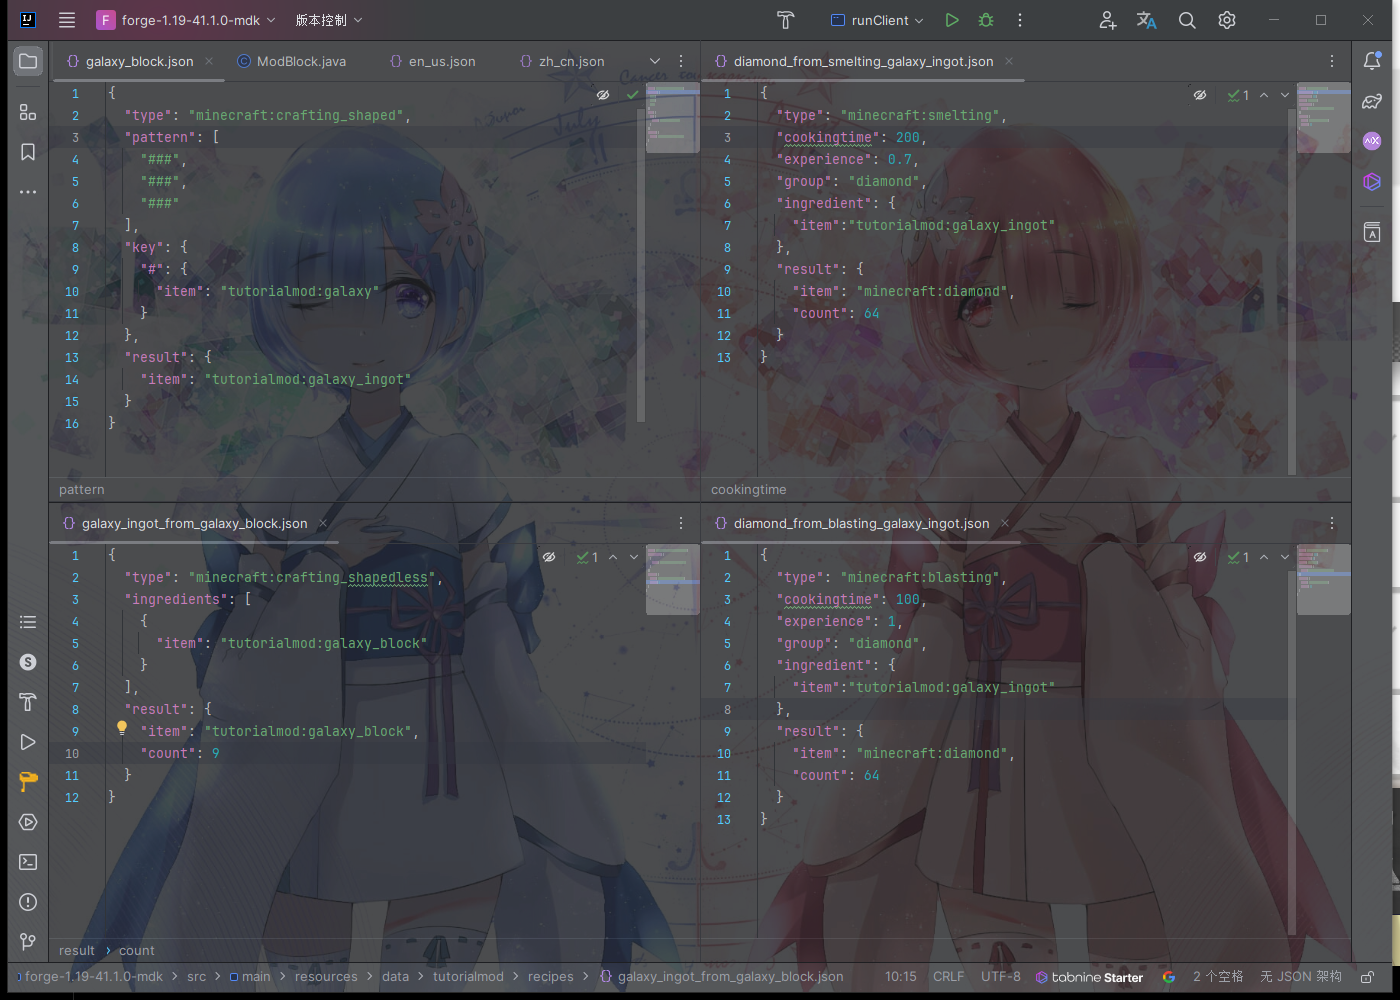 forge-1.19-41.1.0-mdk 版本控制 runClient
galaxy_block.json ModBlock.java en_us.json zh_cn.json
1 {
2 "type": "minecraft:crafting_shaped",
3 "pattern": [
4 "###",
5 "###",
6 "###"
7 ],
8 "key": {
9 "#": {
10 "item": "tutorialmod:galaxy"
11 }
12 },
13 "result": {
14 "item": "tutorialmod:galaxy_ingot"
15 }
16 }
pattern
diamond_from_smelting_galaxy_ingot.json
1
1 {
2 "type": "minecraft:smelting",
3 "cookingtime": 200,
4 "experience": 0.7,
5 "group": "diamond",
6 "ingredient": {
7 "item":"tutorialmod:galaxy_ingot"
8 },
9 "result": {
10 "item": "minecraft:diamond",
11 "count": 64
12 }
13 }
cookingtime
galaxy_ingot_from_galaxy_block.json
1
1 {
2 "type": "minecraft:crafting_shapedless",
3 "ingredients": [
4 {
5 "item": "tutorialmod:galaxy_block"
6 }
7 ],
8 "result": {
9 "item": "tutorialmod:galaxy_block",
10 "count": 9
11 }
12 }
result › count
diamond_from_blasting_galaxy_ingot.json
1
1 {
2 "type": "minecraft:blasting",
3 "cookingtime": 100,
4 "experience": 1,
5 "group": "diamond",
6 "ingredient": {
7 "item":"tutorialmod:galaxy_ingot"
8 },
9 "result": {
10 "item": "minecraft:diamond",
11 "count": 64
12 }
13 }
forge-1.19-41.1.0-mdk › src › main › resources › data › tutorialmod › recipes › galaxy_ingot_from_galaxy_block.json 10:15 CRLF UTF-8 tabnine Starter 2 个空格 无 JSON 架构